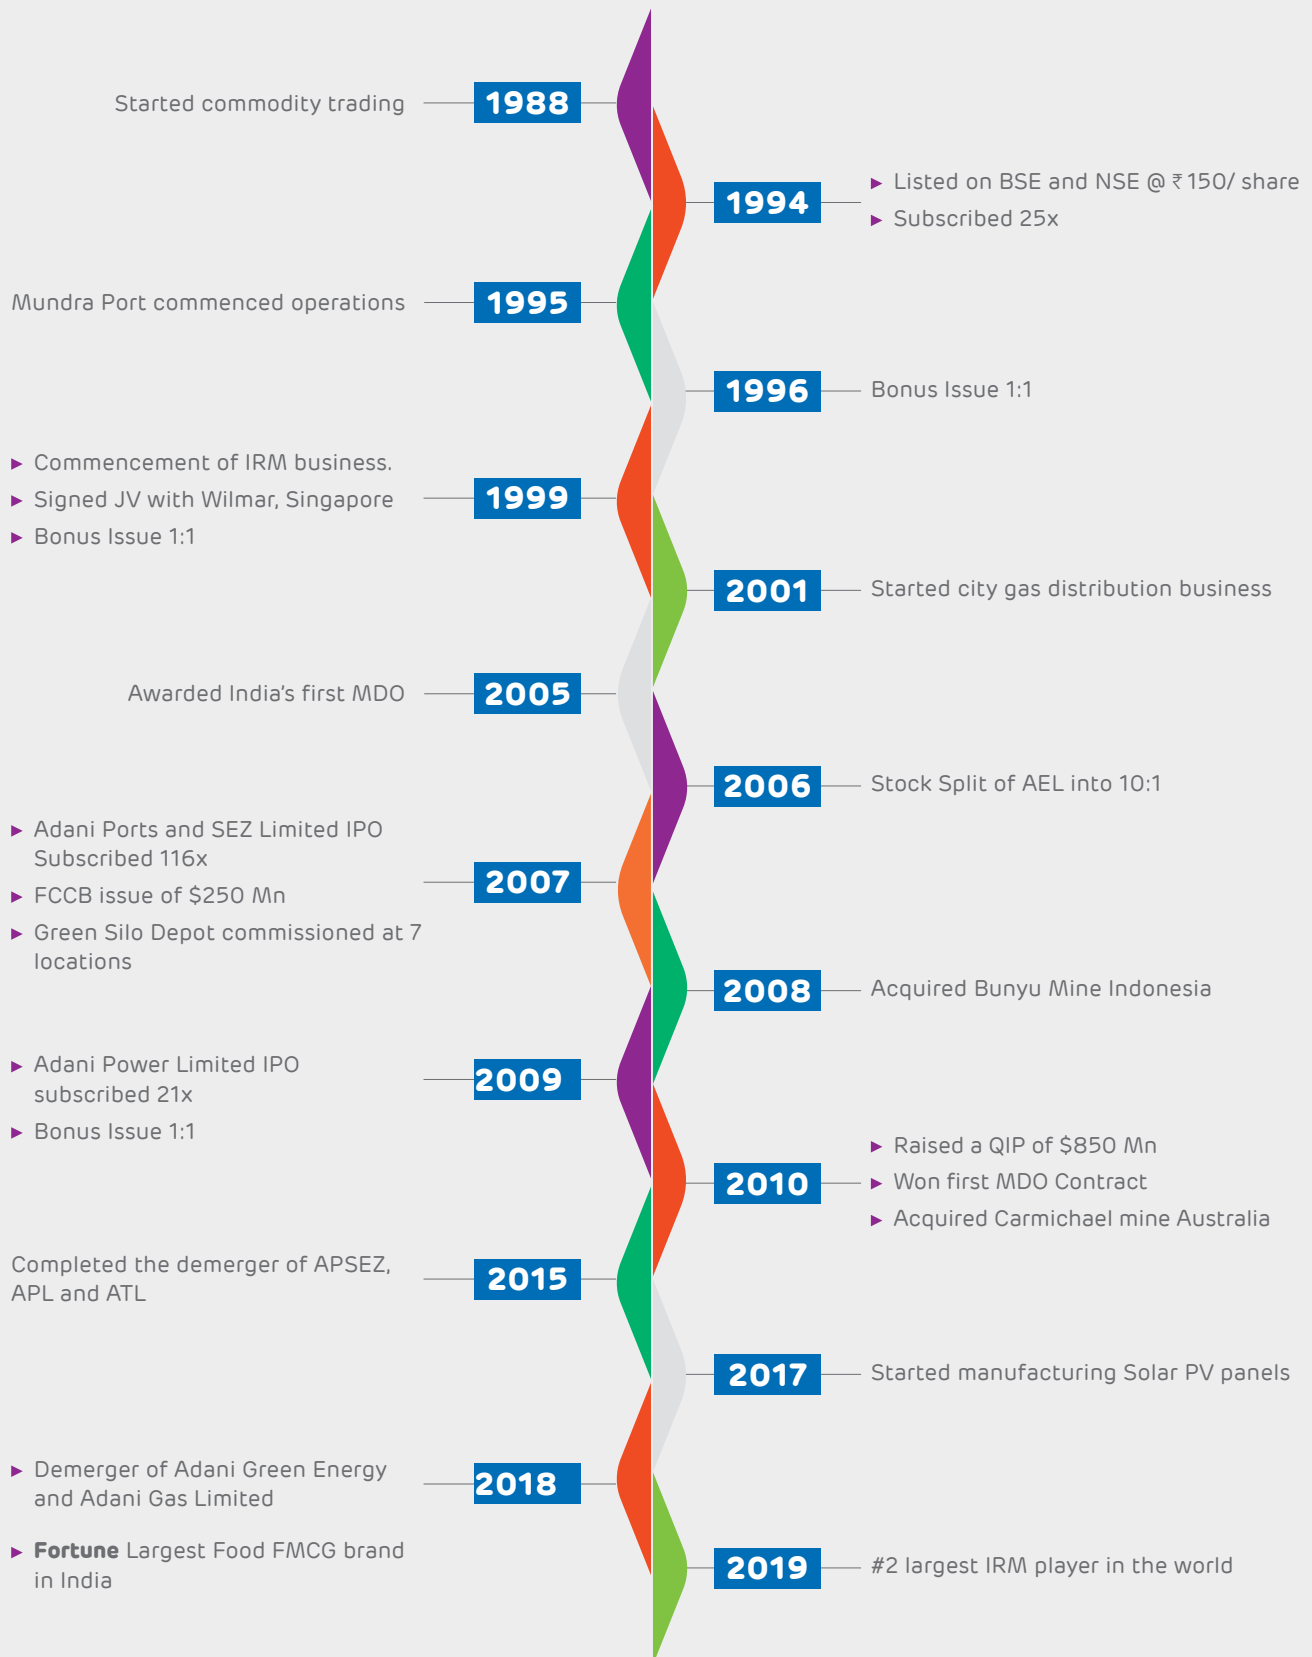 Started commodity trading
1988
1994
▶ Listed on BSE and NSE @ ₹150/ share
▶ Subscribed 25x
Mundra Port commenced operations
1995
1996
Bonus Issue 1:1
▶ Commencement of IRM business.
▶ Signed JV with Wilmar, Singapore
▶ Bonus Issue 1:1
1999
2001
Started city gas distribution business
Awarded India's first MDO
2005
2006
Stock Split of AEL into 10:1
▶ Adani Ports and SEZ Limited IPO
Subscribed 116x
▶ FCCB issue of $250 Mn
▶ Green Silo Depot commissioned at 7
locations
2007
2008
Acquired Bunyu Mine Indonesia
▶ Adani Power Limited IPO
subscribed 21x
▶ Bonus Issue 1:1
2009
2010
▶ Raised a QIP of $850 Mn
▶ Won first MDO Contract
▶ Acquired Carmichael mine Australia
Completed the demerger of APSEZ,
APL and ATL
2015
2017
Started manufacturing Solar PV panels
▶ Demerger of Adani Green Energy
and Adani Gas Limited
▶ Fortune Largest Food FMCG brand
in India
2018
2019
#2 largest IRM player in the world